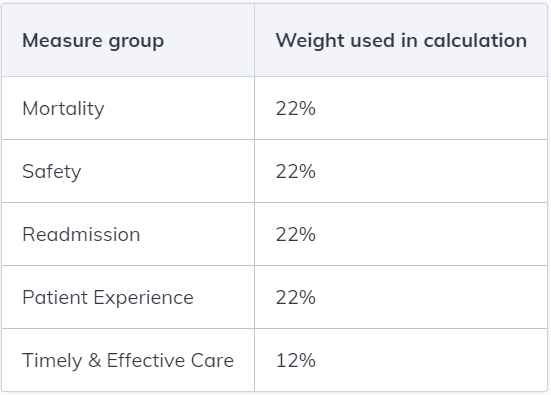 Measure group Weight used in calculation
Mortality 22%
Safety 22%
Readmission 22%
Patient Experience 22%
Timely & Effective Care 12%